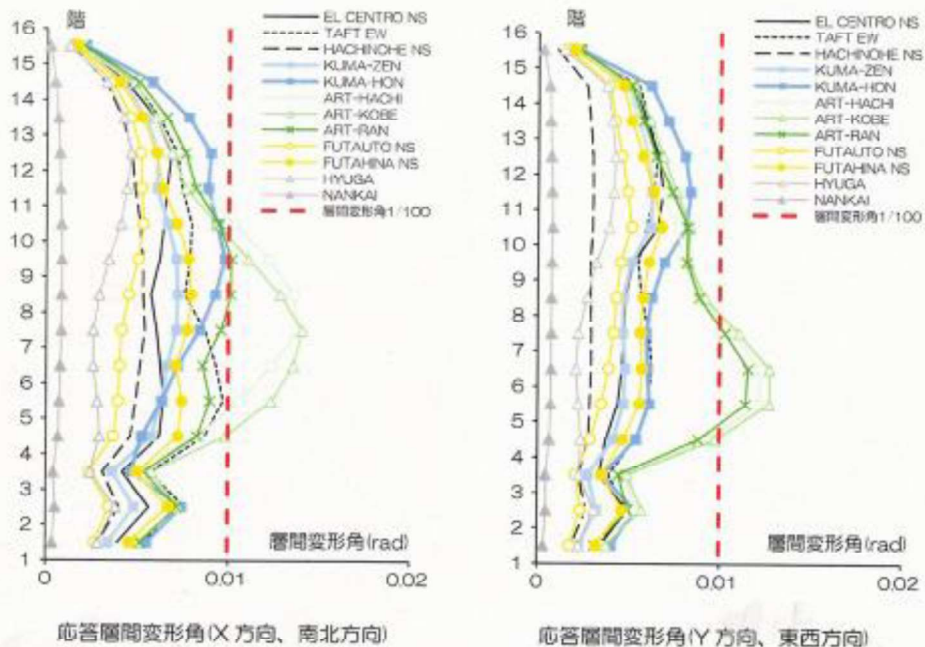 階
16
15
14
13
12
11
10
9
8
7
6
5
4
3
2
1
0
0.01
0.02
EL CENTRO NS
TAFT EW
HACHINOHE NS
KUMA-ZEN
KUMA-HON
ART-HACHI
ART-KOBE
ART-RAN
FUTAUTO NS
FUTAHINA NS
HYUGA
NANKAI
層間変形角1/100
層間変形角(rad)
応答層間変形角(X 方向、南北方向)
階
16
15
14
13
12
11
10
9
8
7
6
5
4
3
2
1
0
0.01
0.02
EL CENTRO NS
TAFT EW
HACHINOHE NS
KUMA-ZEN
KUMA-HON
ART-HACHI
ART-KOBE
ART-RAN
FUTAUTO NS
FUTAHINA NS
HYUGA
NANKAI
層間変形角1/100
層間変形角(rad)
応答層間変形角(Y 方向、東西方向)